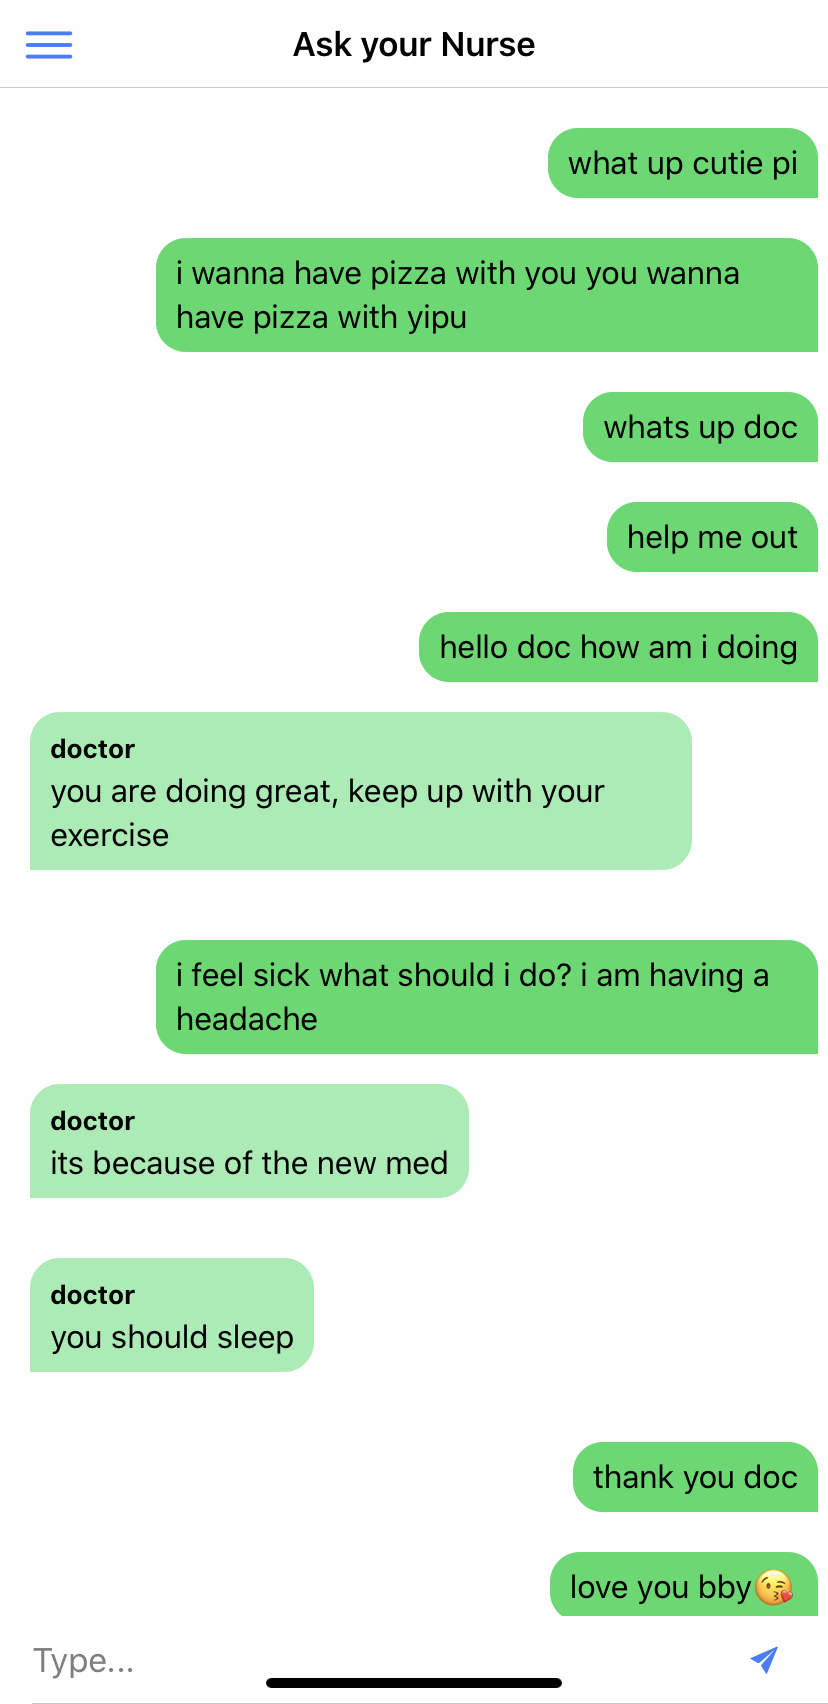 Ask your Nurse
what up cutie pi
i wanna have pizza with you you wanna
have pizza with yipu
whats up doc
help me out
hello doc how am i doing
doctor
you are doing great, keep up with your
exercise
i feel sick what should i do? i am having a
headache
doctor
its because of the new med
doctor
you should sleep
thank you doc
love you bby😘
Type...